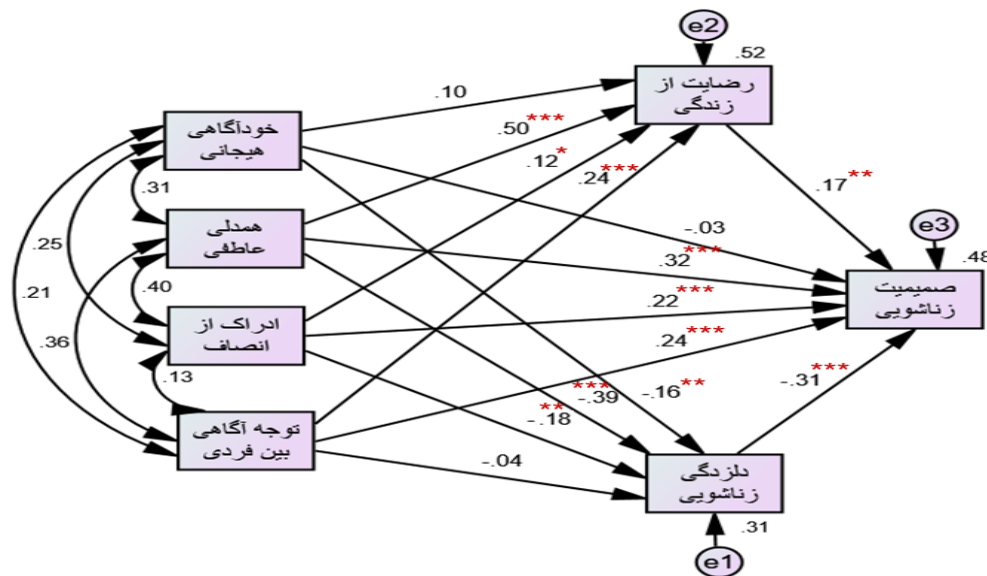 e2
.52
رضایت از
زندگی
.10
خودآگاهی
هیجانی
.50***
.12*
.24***
.17**
.31
همدلی
عاطفی
-.03
e3
.32***
.48
صمیمیت
زناشویی
.25
.21
.40
ادراک از
انصاف
.22***
.36
.24***
.13
***
-.39
-.16**
-.31***
**
-.18
توجه آگاهی
بین فردی
-.04
دلزدگی
زناشویی
.31
e1